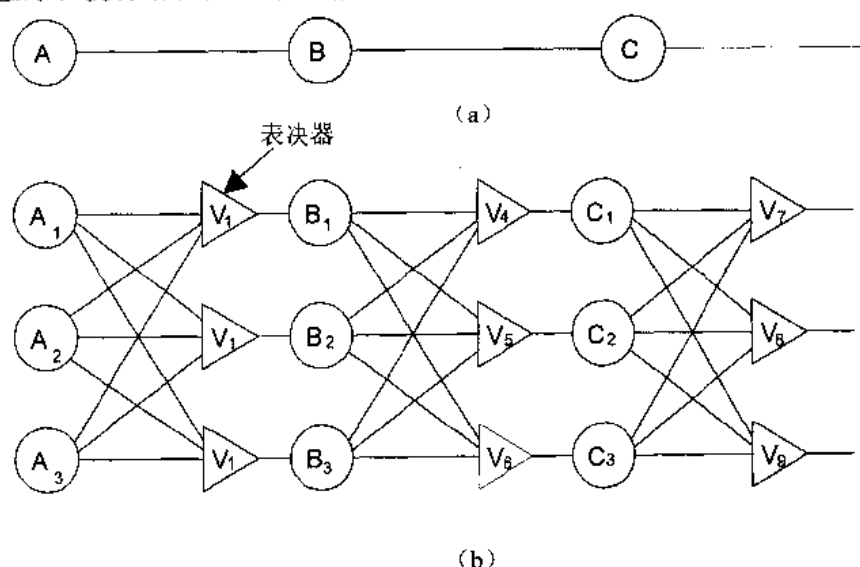 A B C
(a)
表决器
A1 V1 B1 V4 C1 V7
A2 V1 B2 V5 C2 V8
A3 V1 B3 V6 C3 V9
(b)